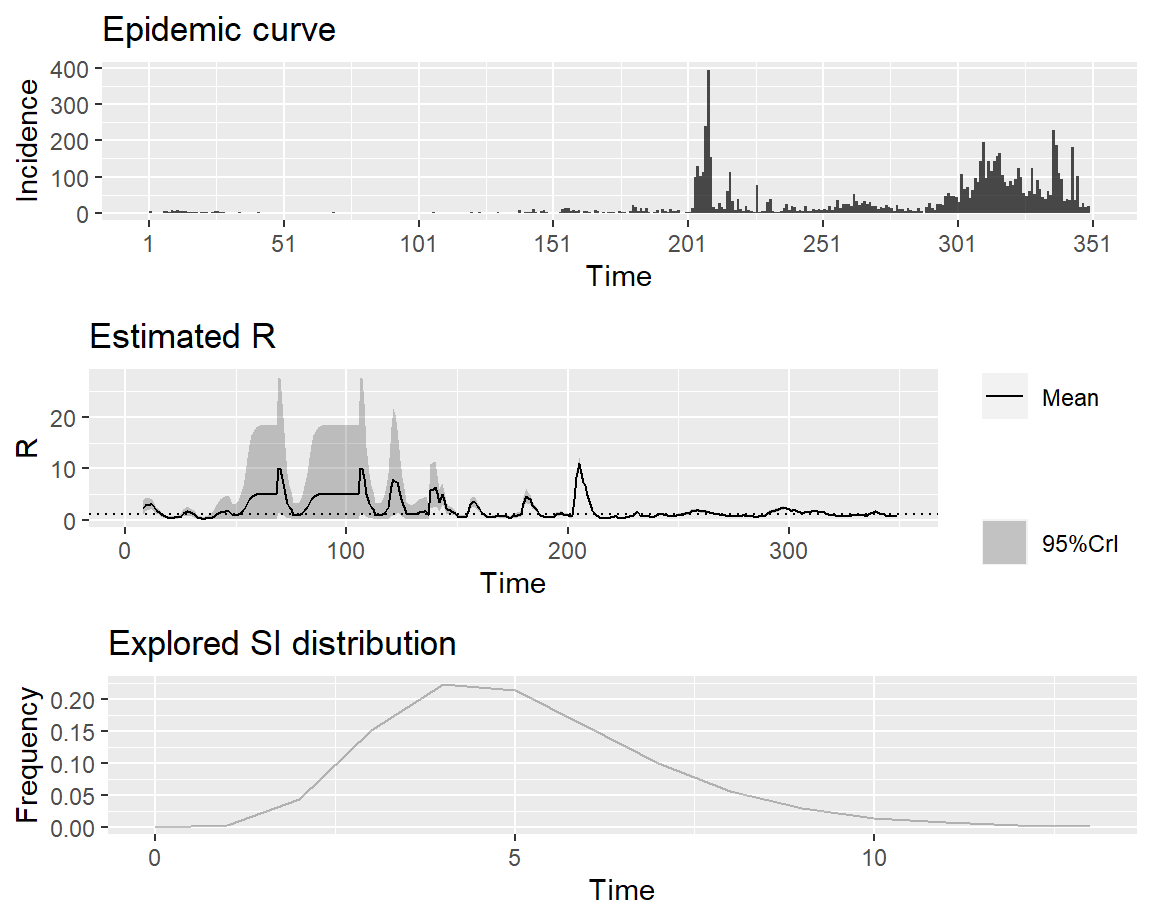 Epidemic curve
400
300
200
100
0
Incidence
1 51 101 151 201 251 301 351
Time
Estimated R
20
10
0
R
0 100 200 300
Time
Mean
95%CrI
Explored SI distribution
0.20
0.15
0.10
0.05
0.00
Frequency
0 5 10
Time